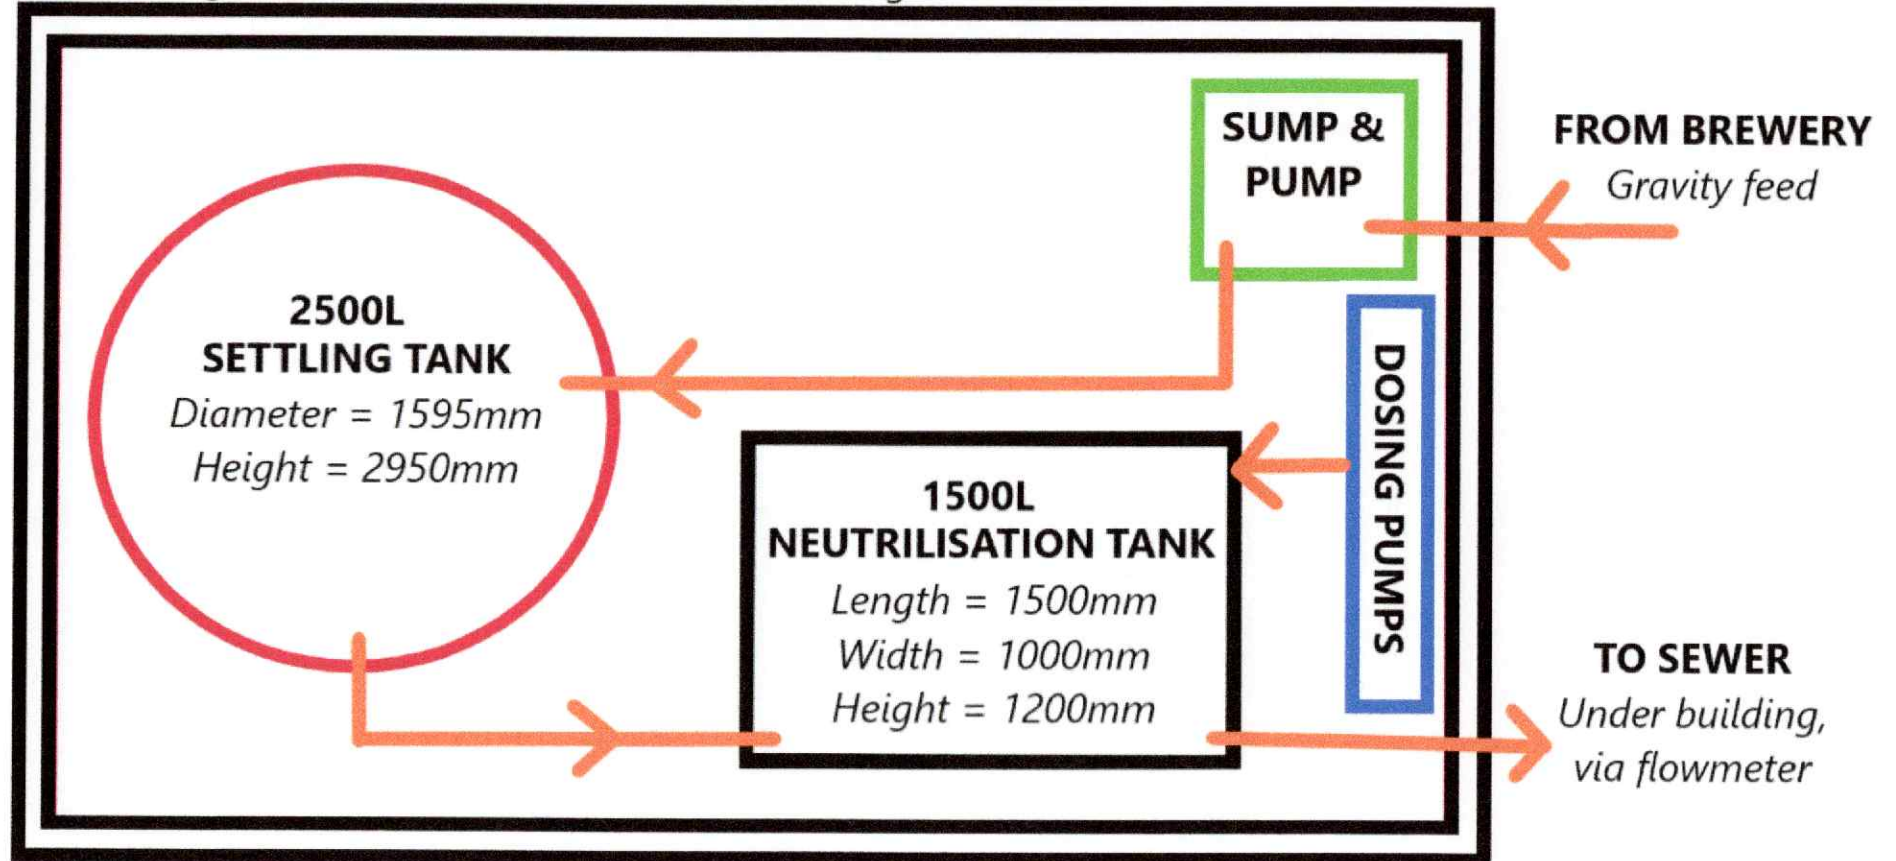 SUMP &
PUMP
FROM BREWERY
Gravity feed
2500L
SETTLING TANK
Diameter = 1595mm
Height = 2950mm
DOSING PUMPS
1500L
NEUTRILISATION TANK
Length = 1500mm
Width = 1000mm
Height = 1200mm
TO SEWER
Under building,
via flowmeter